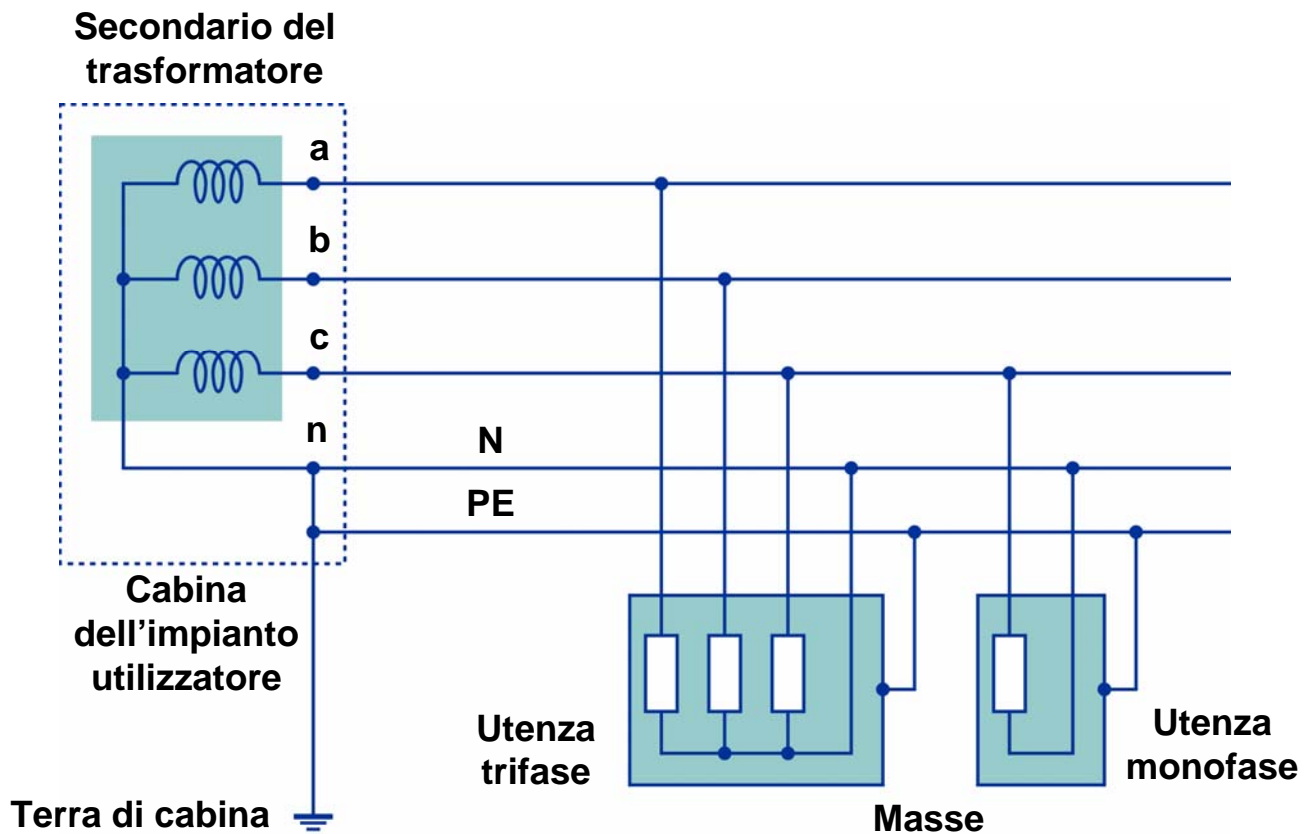 Secondario del
trasformatore
a
b
c
n
N
PE
Cabina
dell’impianto
utilizzatore
Utenza
trifase
Utenza
monofase
Terra di cabina
Masse